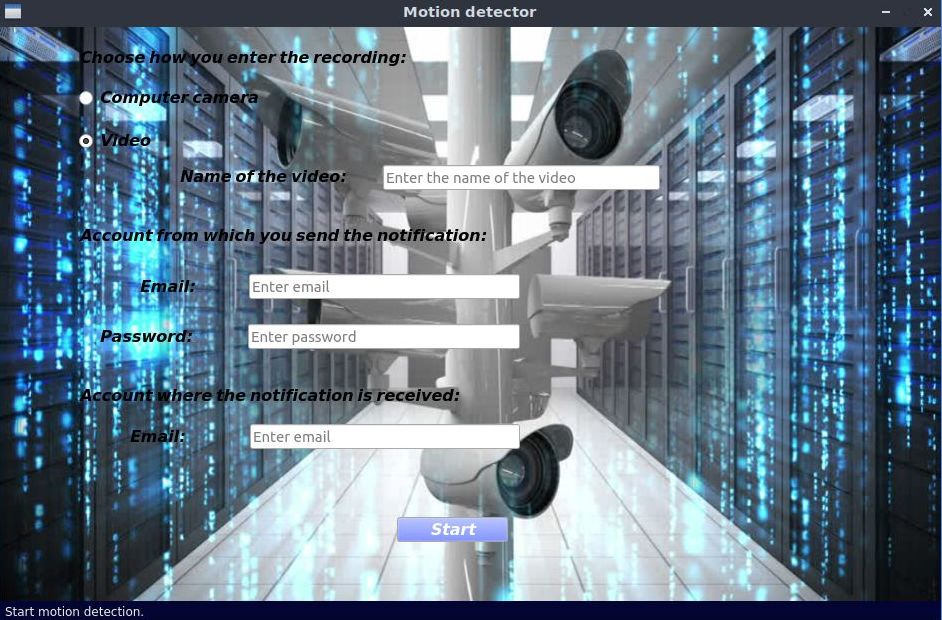 Motion detector
Choose how you enter the recording:
Computer camera
Video
Name of the video: Enter the name of the video
Account from which you send the notification:
Email: Enter email
Password: Enter password
Account where the notification is received:
Email: Enter email
Start
Start motion detection.